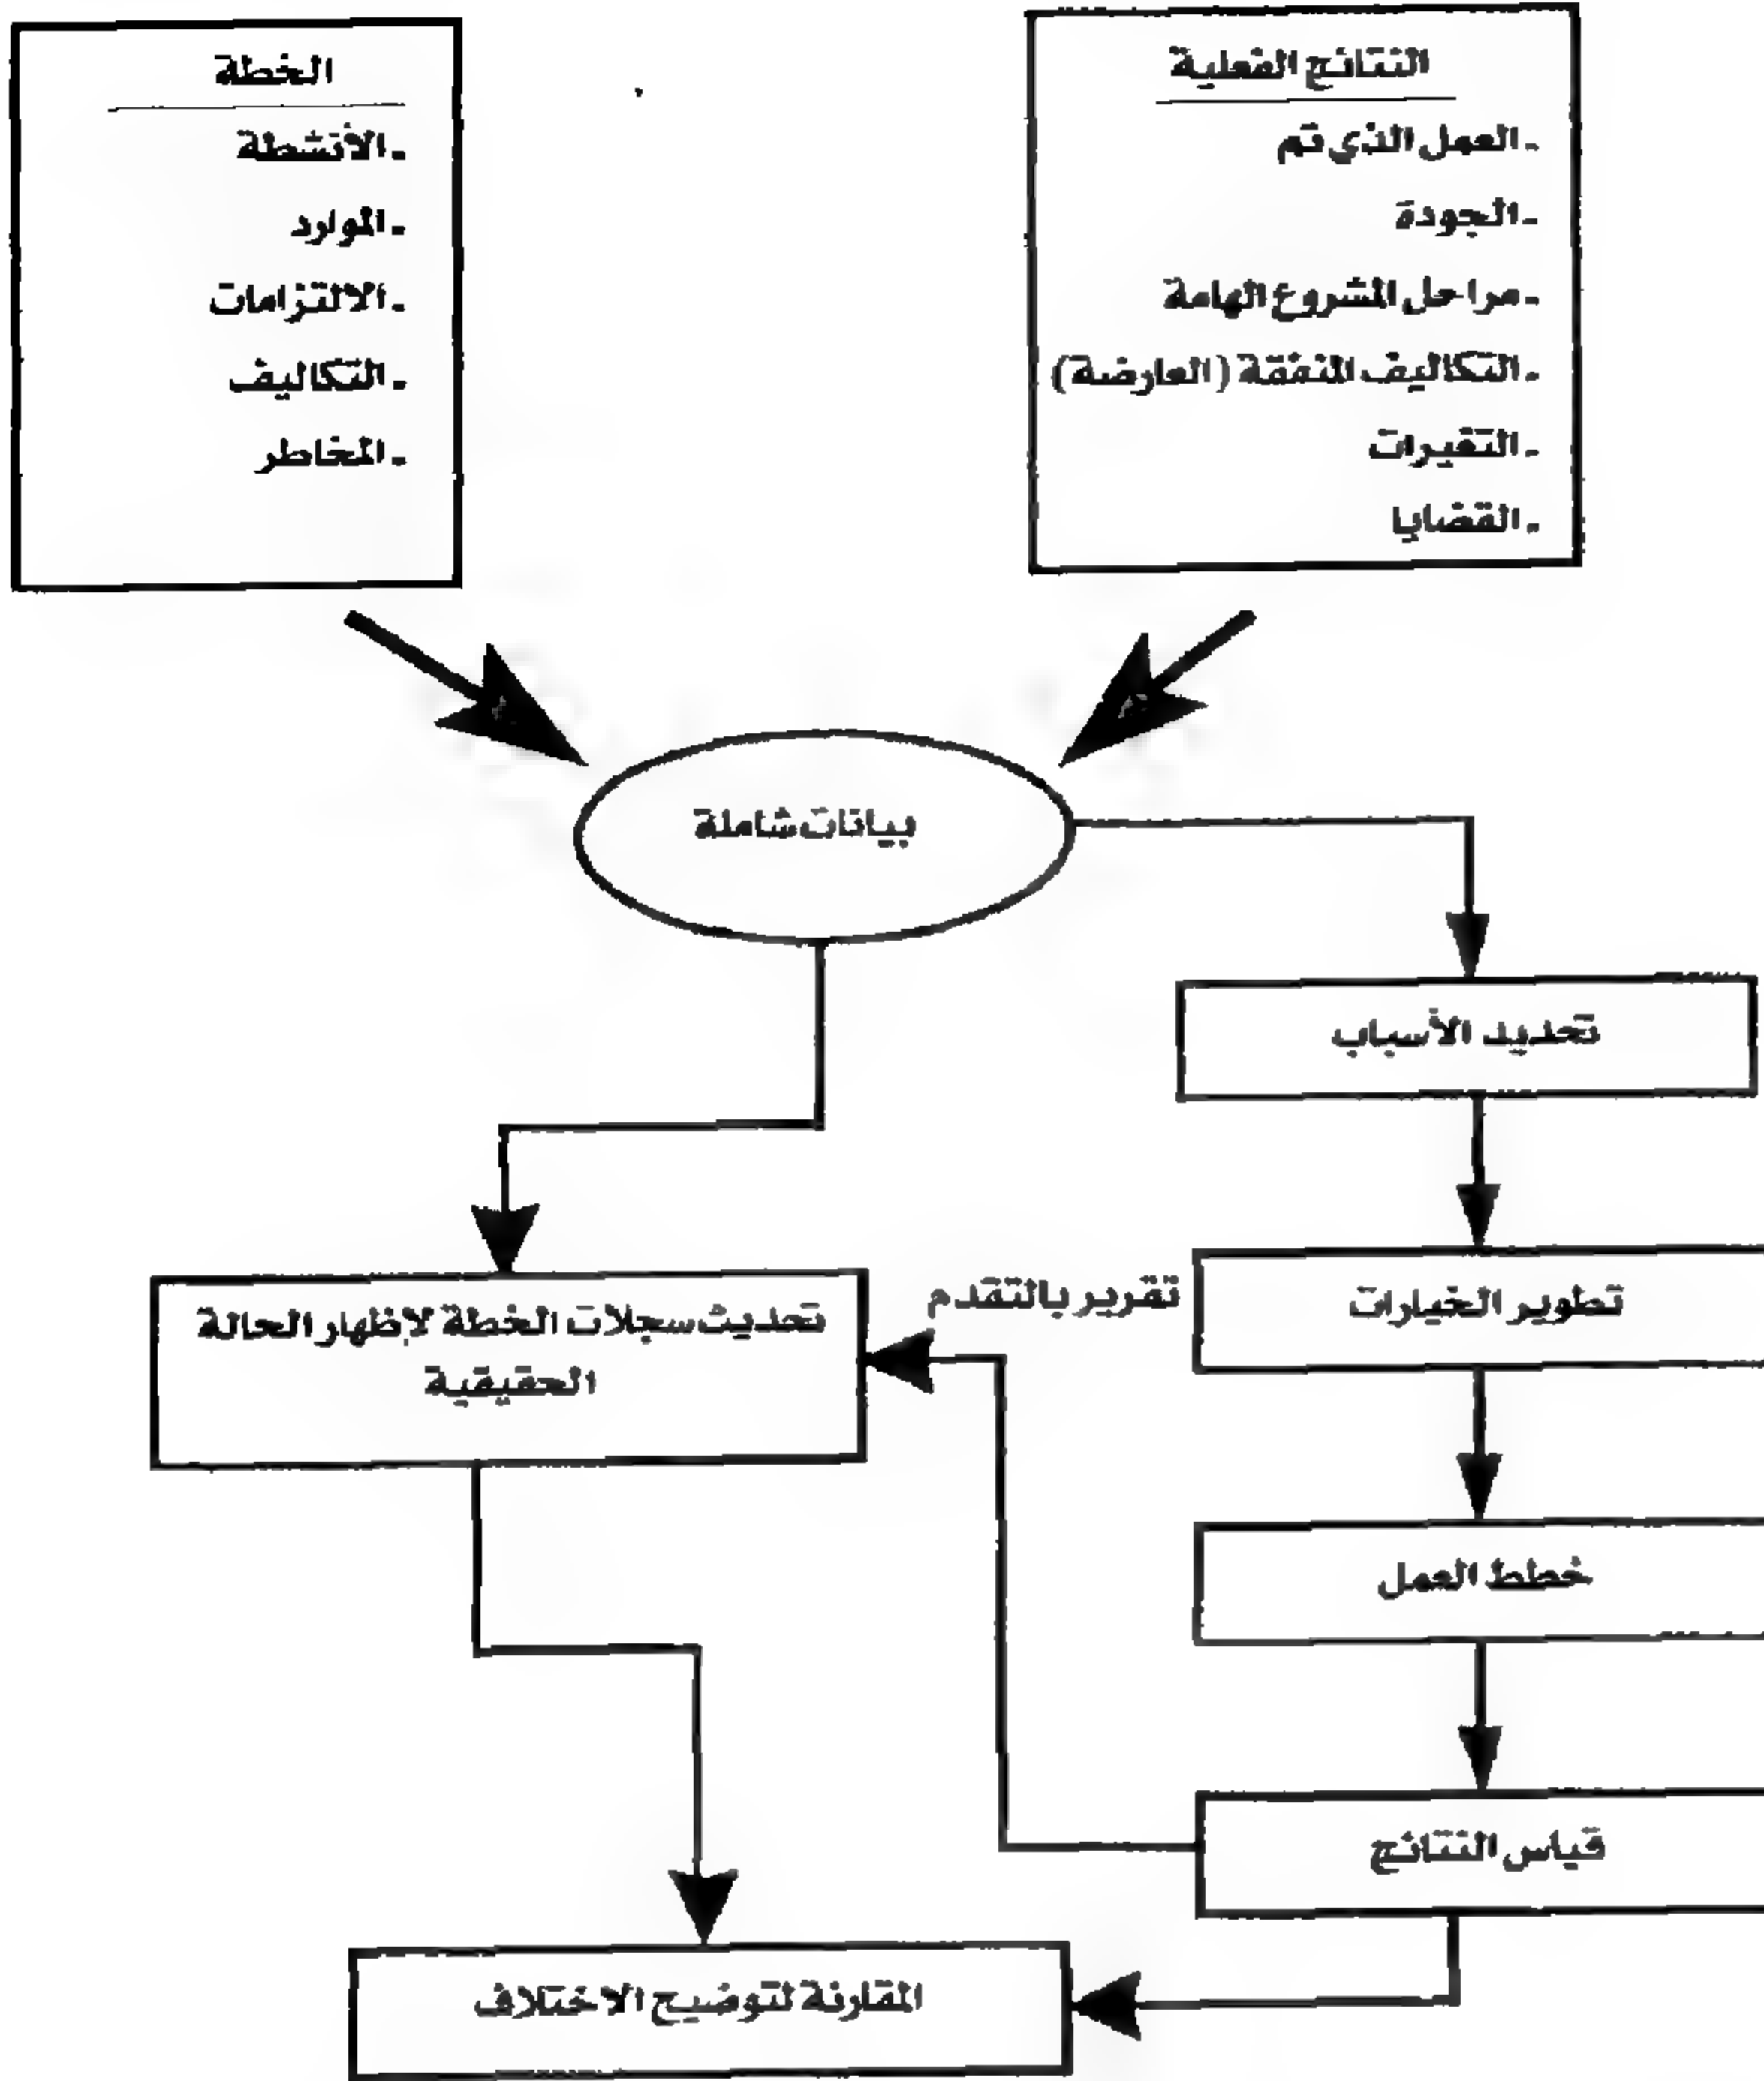 النتائج الفعلية
- العمل الذي تم
- الجودة
- مراحل المشروع الهامة
- التكاليف المنفقة (العارضة)
- التغيرات
- القضايا
الخطة
- الأنشطة
- الموارد
- الالتزامات
- التكاليف
- المخاطر
بيانات شاملة
تحديد الأسباب
تطوير الخيارات
تقرير بالتقدم
تحديث سجلات الخطة لإظهار الحالة
الحقيقية
خطط العمل
قياس النتائج
المقارنة لتوضيح الاختلاف